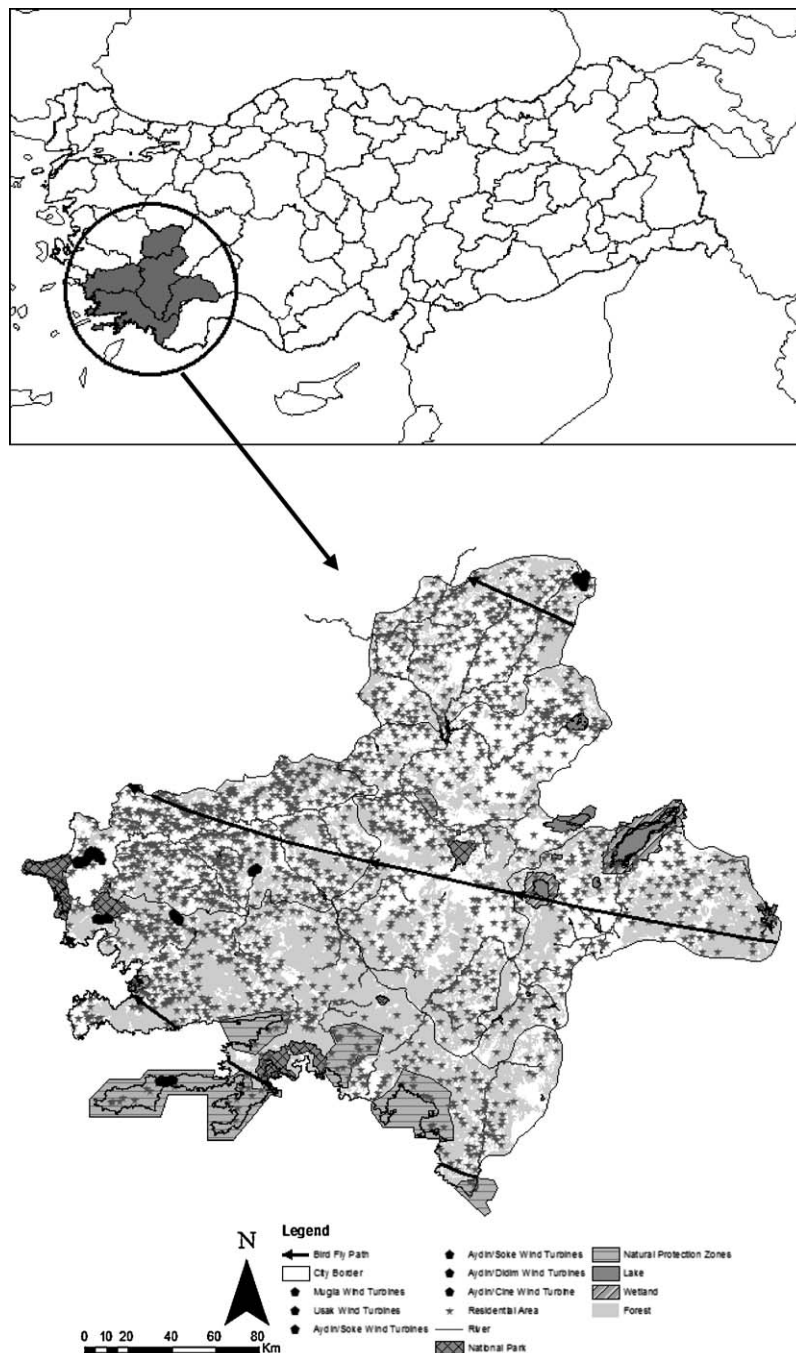 N
0 10 20 40 60 80
Km
Legend
Bird Fly Path
City Border
Mugla Wind Turbines
Usak Wind Turbines
Aydin/Soke Wind Turbines
Aydin/Soke Wind Turbines
Aydin/Didim Wind Turbines
Aydin/Cine Wind Turbine
Residential Area
River
National Park
Natural Protection Zones
Lake
Wetland
Forest